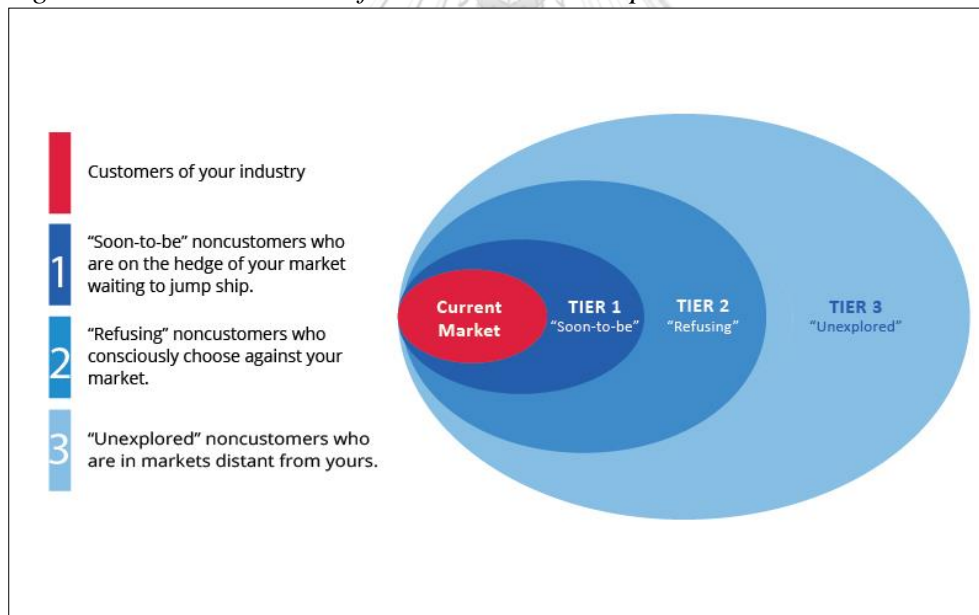 Customers of your industry
1
“Soon-to-be” noncustomers who
are on the hedge of your market
waiting to jump ship.
2
“Refusing” noncustomers who
consciously choose against your
market.
3
“Unexplored” noncustomers who
are in markets distant from yours.
Current
Market
TIER 1
“Soon-to-be”
TIER 2
“Refusing”
TIER 3
“Unexplored”